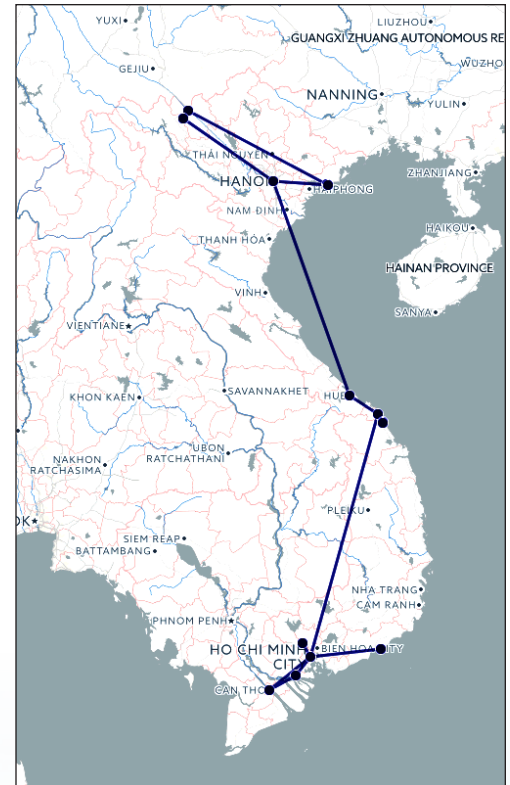 YUXI
LIUZHOU
GUANGXI ZHUANG AUTONOMOUS RE
GEJIU
WUZHO
NANNING
YULIN
THÁI NGUYÊN
ZHANJIANG
HANOI
HAIPHONG
NAM ĐỊNH
HAIKOU
THANH HÓA
HAINAN PROVINCE
VINH
SANYA
VIENTIANE
SAVANNAKHET
KHON KAEN
HUE
UBON
RATCHATHANI
NAKHON
RATCHASIMA
PLEIKU
OK
SIEM REAP
BATTAMBANG
NHA TRANG
CAM RANH
PHNOM PENH
HO CHI MINH
CITY
BIEN HOA CITY
CAN THO